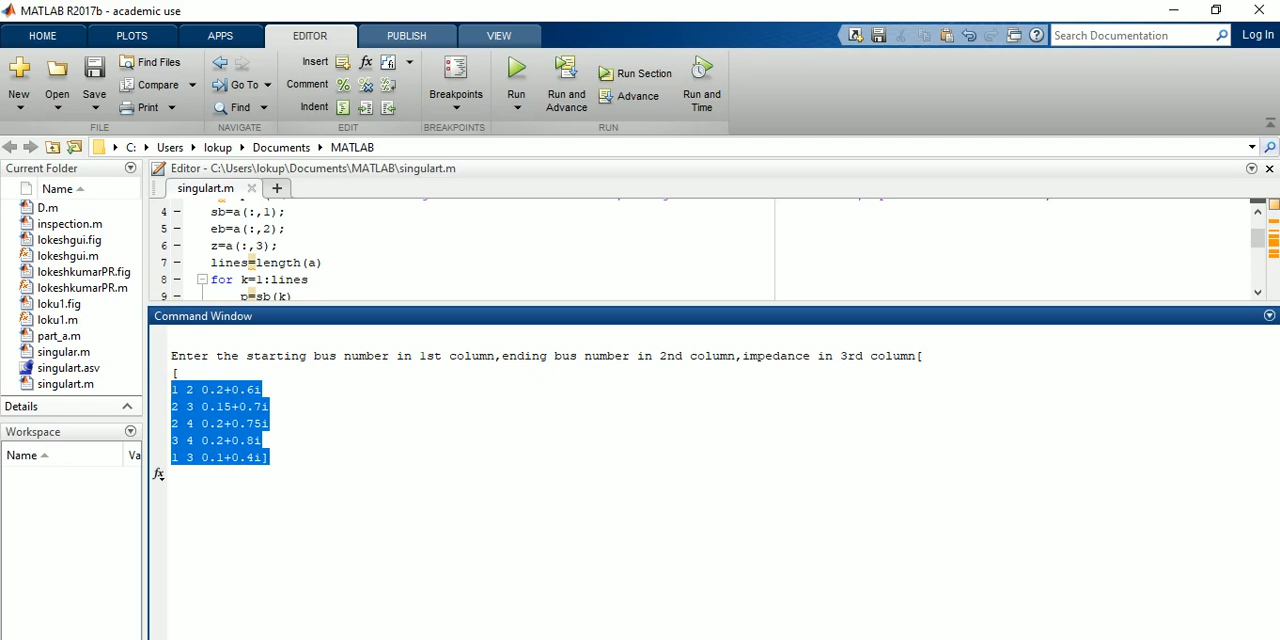 MATLAB R2017b - academic use
HOME PLOTS APPS EDITOR PUBLISH VIEW
Search Documentation
Log In
New Open Save
Find Files
Compare
Print
FILE
Go To
Find
NAVIGATE
Insert fx
Comment
Indent
EDIT
Breakpoints
BREAKPOINTS
Run
Run and Advance
Run Section
Advance
Run and Time
RUN
C: Users lokup Documents MATLAB
Current Folder
Name
D.m
inspection.m
lokeshgui.fig
lokeshgui.m
lokeshkumarPR.fig
lokeshkumarPR.m
loku1.fig
loku1.m
part_a.m
singular.m
singulart.asv
singulart.m
Details
Workspace
Name Va
Editor - C:\Users\lokup\Documents\MATLAB\singulart.m
singulart.m
4 - sb=a(:,1);
5 - eb=a(:,2);
6 - z=a(:,3);
7 - lines=length(a)
8 - for k=1:lines
9 - p=sb(k)
Command Window
Enter the starting bus number in 1st column,ending bus number in 2nd column,impedance in 3rd column[
[
1 2 0.2+0.6i
2 3 0.15+0.7i
2 4 0.2+0.75i
3 4 0.2+0.8i
1 3 0.1+0.4i]
fx